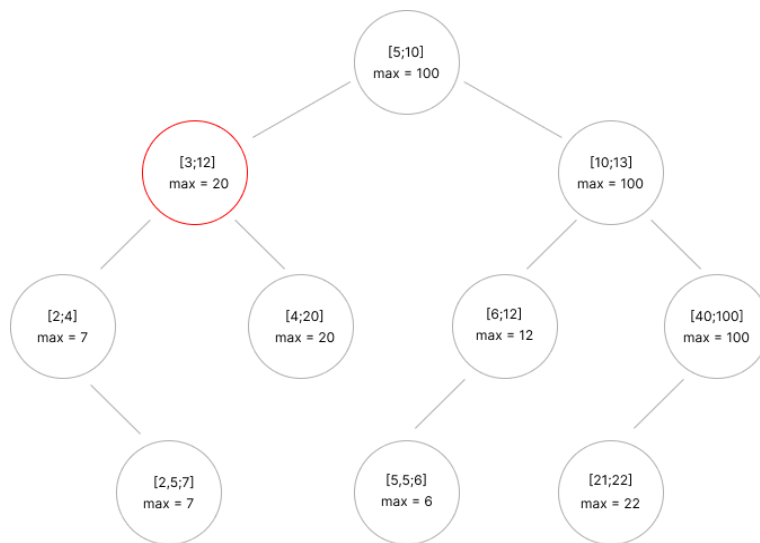 [5;10]
max = 100
[3;12]
max = 20
[10;13]
max = 100
[2;4]
max = 7
[4;20]
max = 20
[6;12]
max = 12
[40;100]
max = 100
[2,5;7]
max = 7
[5,5;6]
max = 6
[21;22]
max = 22